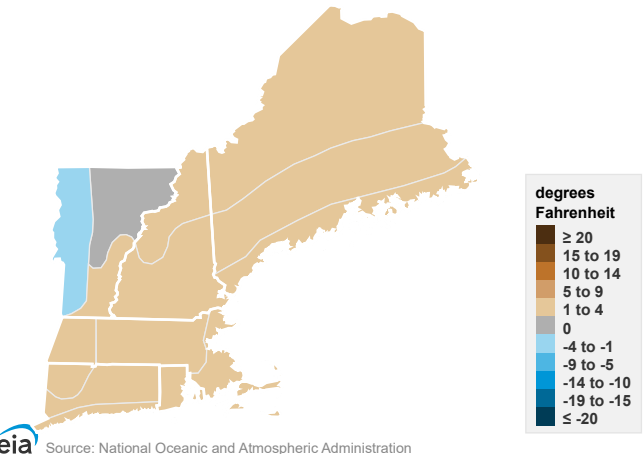 degrees
Fahrenheit
≥ 20
15 to 19
10 to 14
5 to 9
1 to 4
0
-4 to -1
-9 to -5
-14 to -10
-19 to -15
≤ -20
eia
Source: National Oceanic and Atmospheric Administration